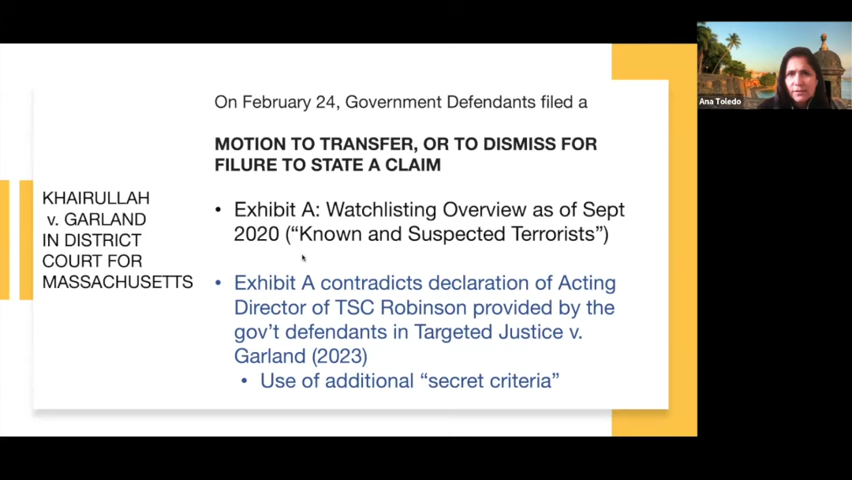 On February 24, Government Defendants filed a
MOTION TO TRANSFER, OR TO DISMISS FOR
FILURE TO STATE A CLAIM
KHAIRULLAH
v. GARLAND
IN DISTRICT
COURT FOR
MASSACHUSETTS
• Exhibit A: Watchlisting Overview as of Sept
2020 (“Known and Suspected Terrorists”)
• Exhibit A contradicts declaration of Acting
Director of TSC Robinson provided by the
gov’t defendants in Targeted Justice v.
Garland (2023)
• Use of additional “secret criteria”
Ana Toledo